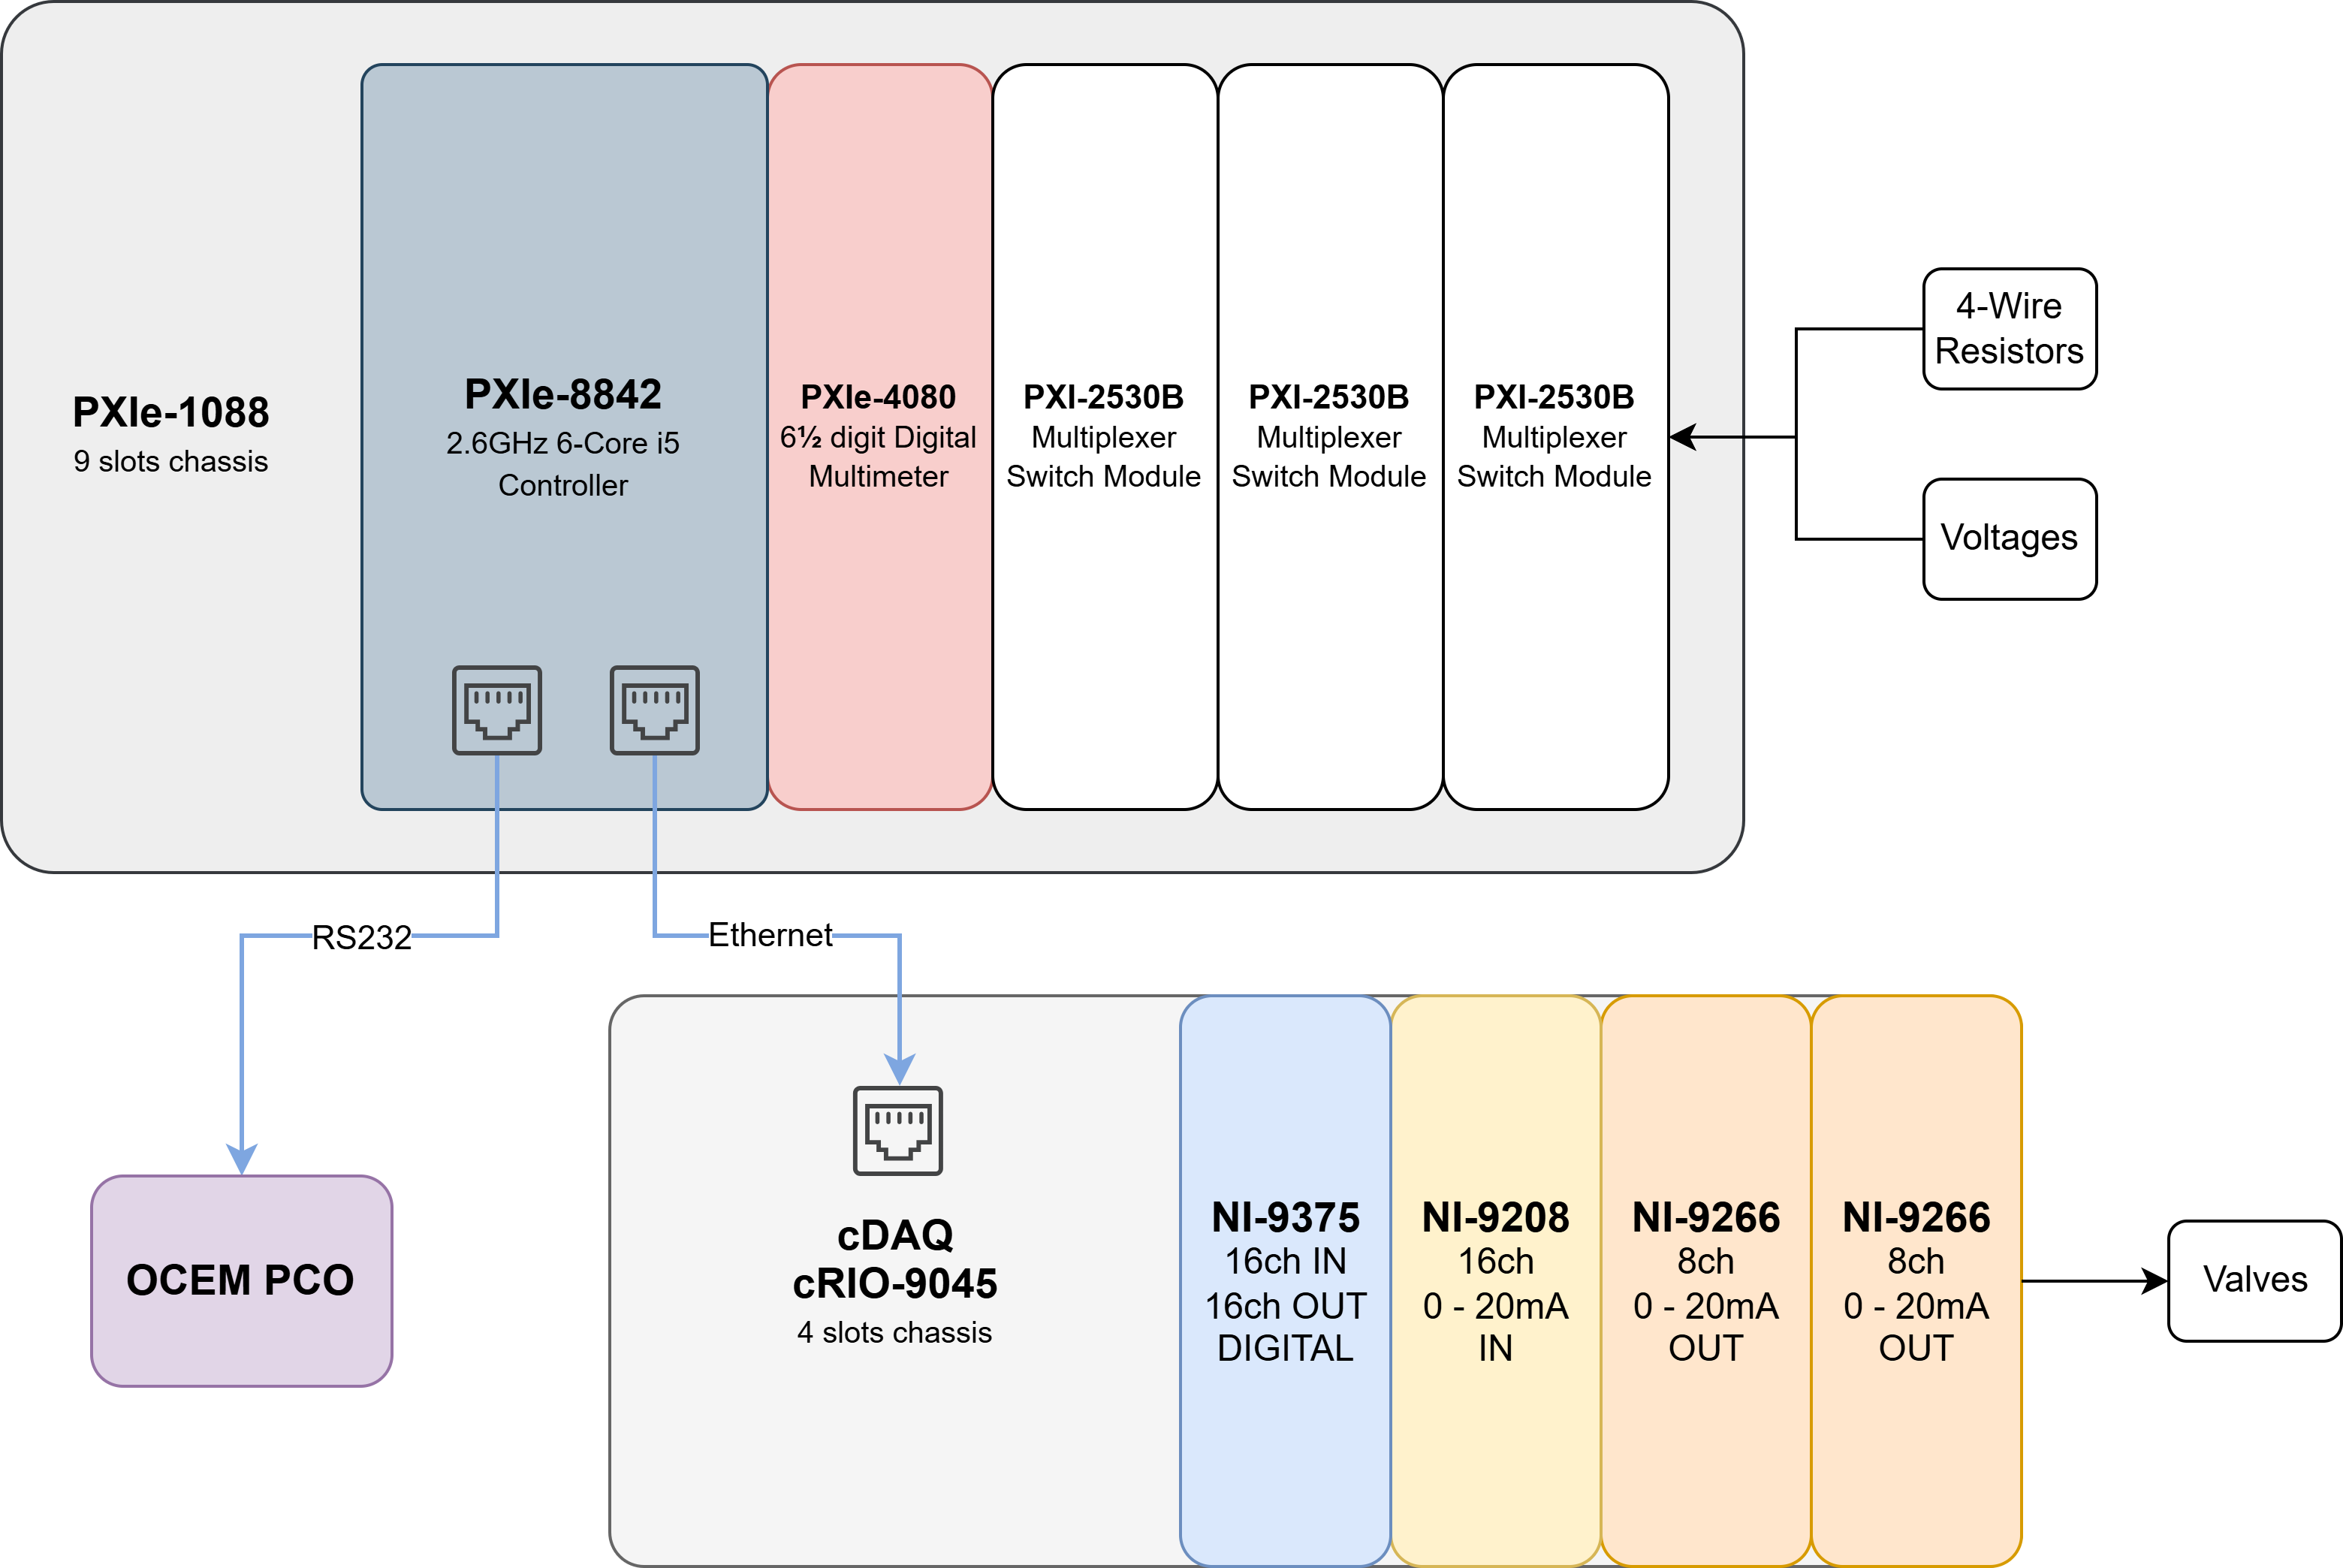 PXIe-1088
9 slots chassis
PXIe-8842
2.6GHz 6-Core i5
Controller
PXIe-4080
6½ digit Digital
Multimeter
PXI-2530B
Multiplexer
Switch Module
PXI-2530B
Multiplexer
Switch Module
PXI-2530B
Multiplexer
Switch Module
4-Wire
Resistors
Voltages
RS232
Ethernet
OCEM PCO
cDAQ
cRIO-9045
4 slots chassis
NI-9375
16ch IN
16ch OUT
DIGITAL
NI-9208
16ch
0 - 20mA
IN
NI-9266
8ch
0 - 20mA
OUT
NI-9266
8ch
0 - 20mA
OUT
Valves